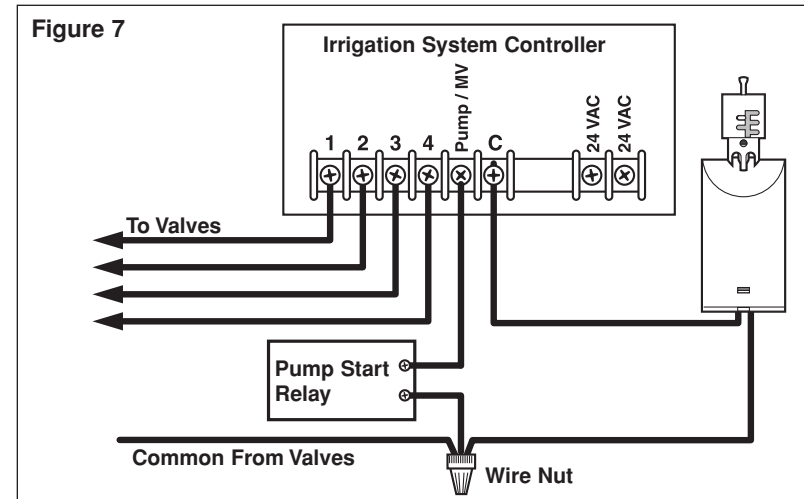 Figure 7
Irrigation System Controller
1 2 3 4 Pump / MV C 24 VAC 24 VAC
To Valves
Pump Start
Relay
Common From Valves
Wire Nut